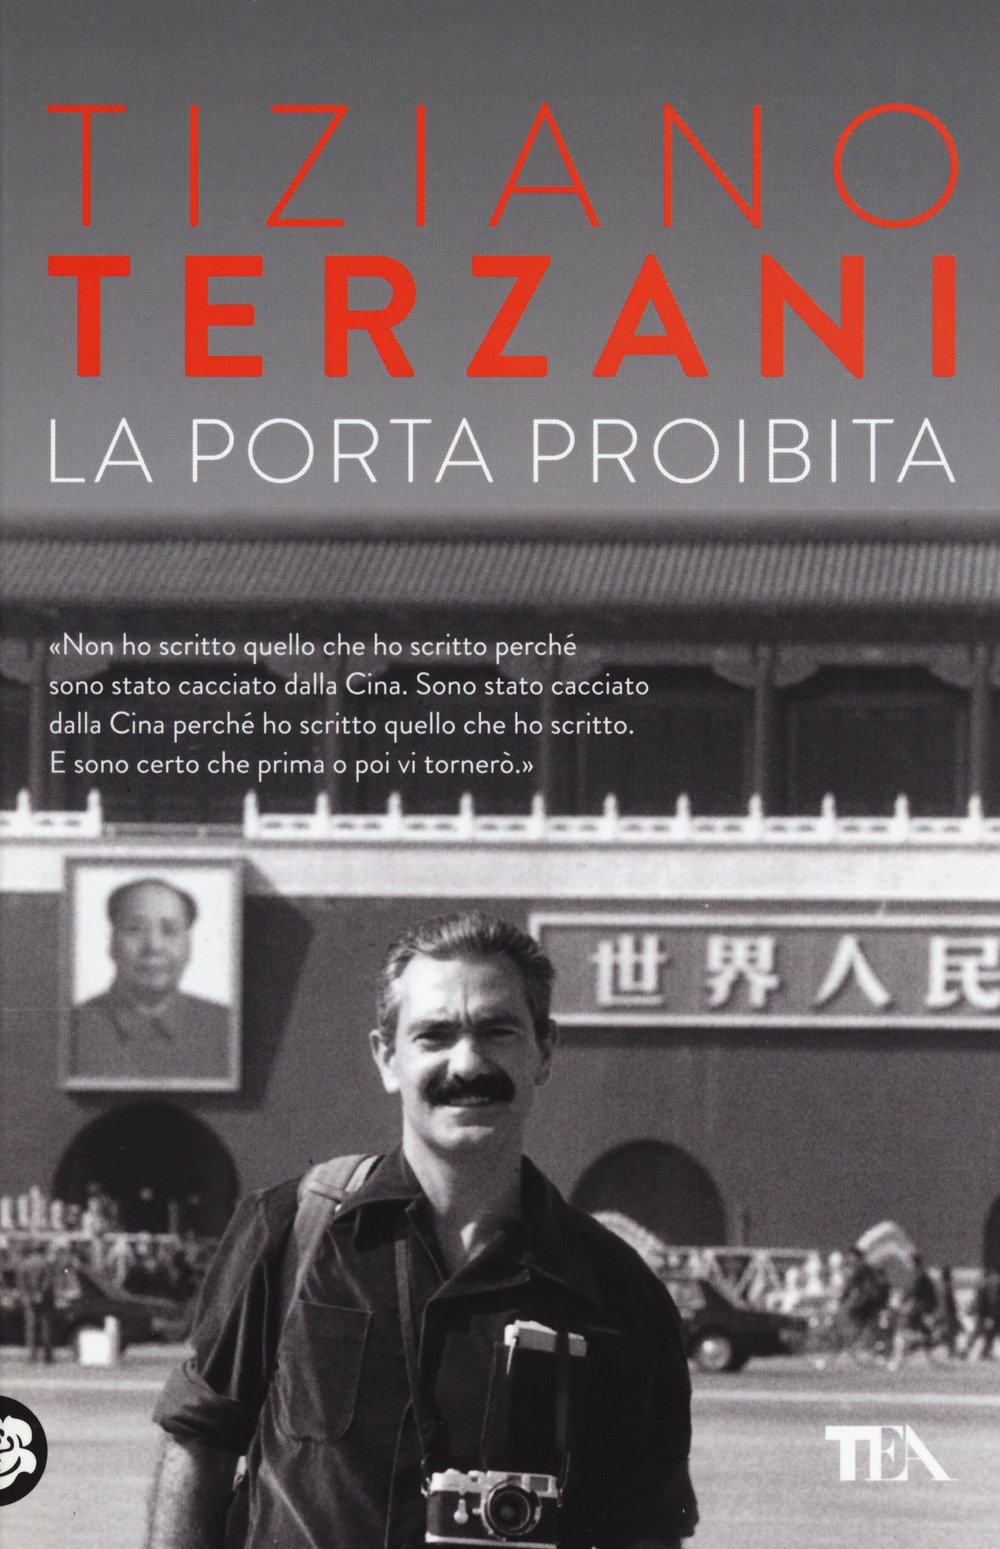 TIZIANO
TERZANI
LA PORTA PROIBITA
«Non ho scritto quello che ho scritto perché
sono stato cacciato dalla Cina. Sono stato cacciato
dalla Cina perché ho scritto quello che ho scritto.
E sono certo che prima o poi vi tornerò.»
世界人民
TEA